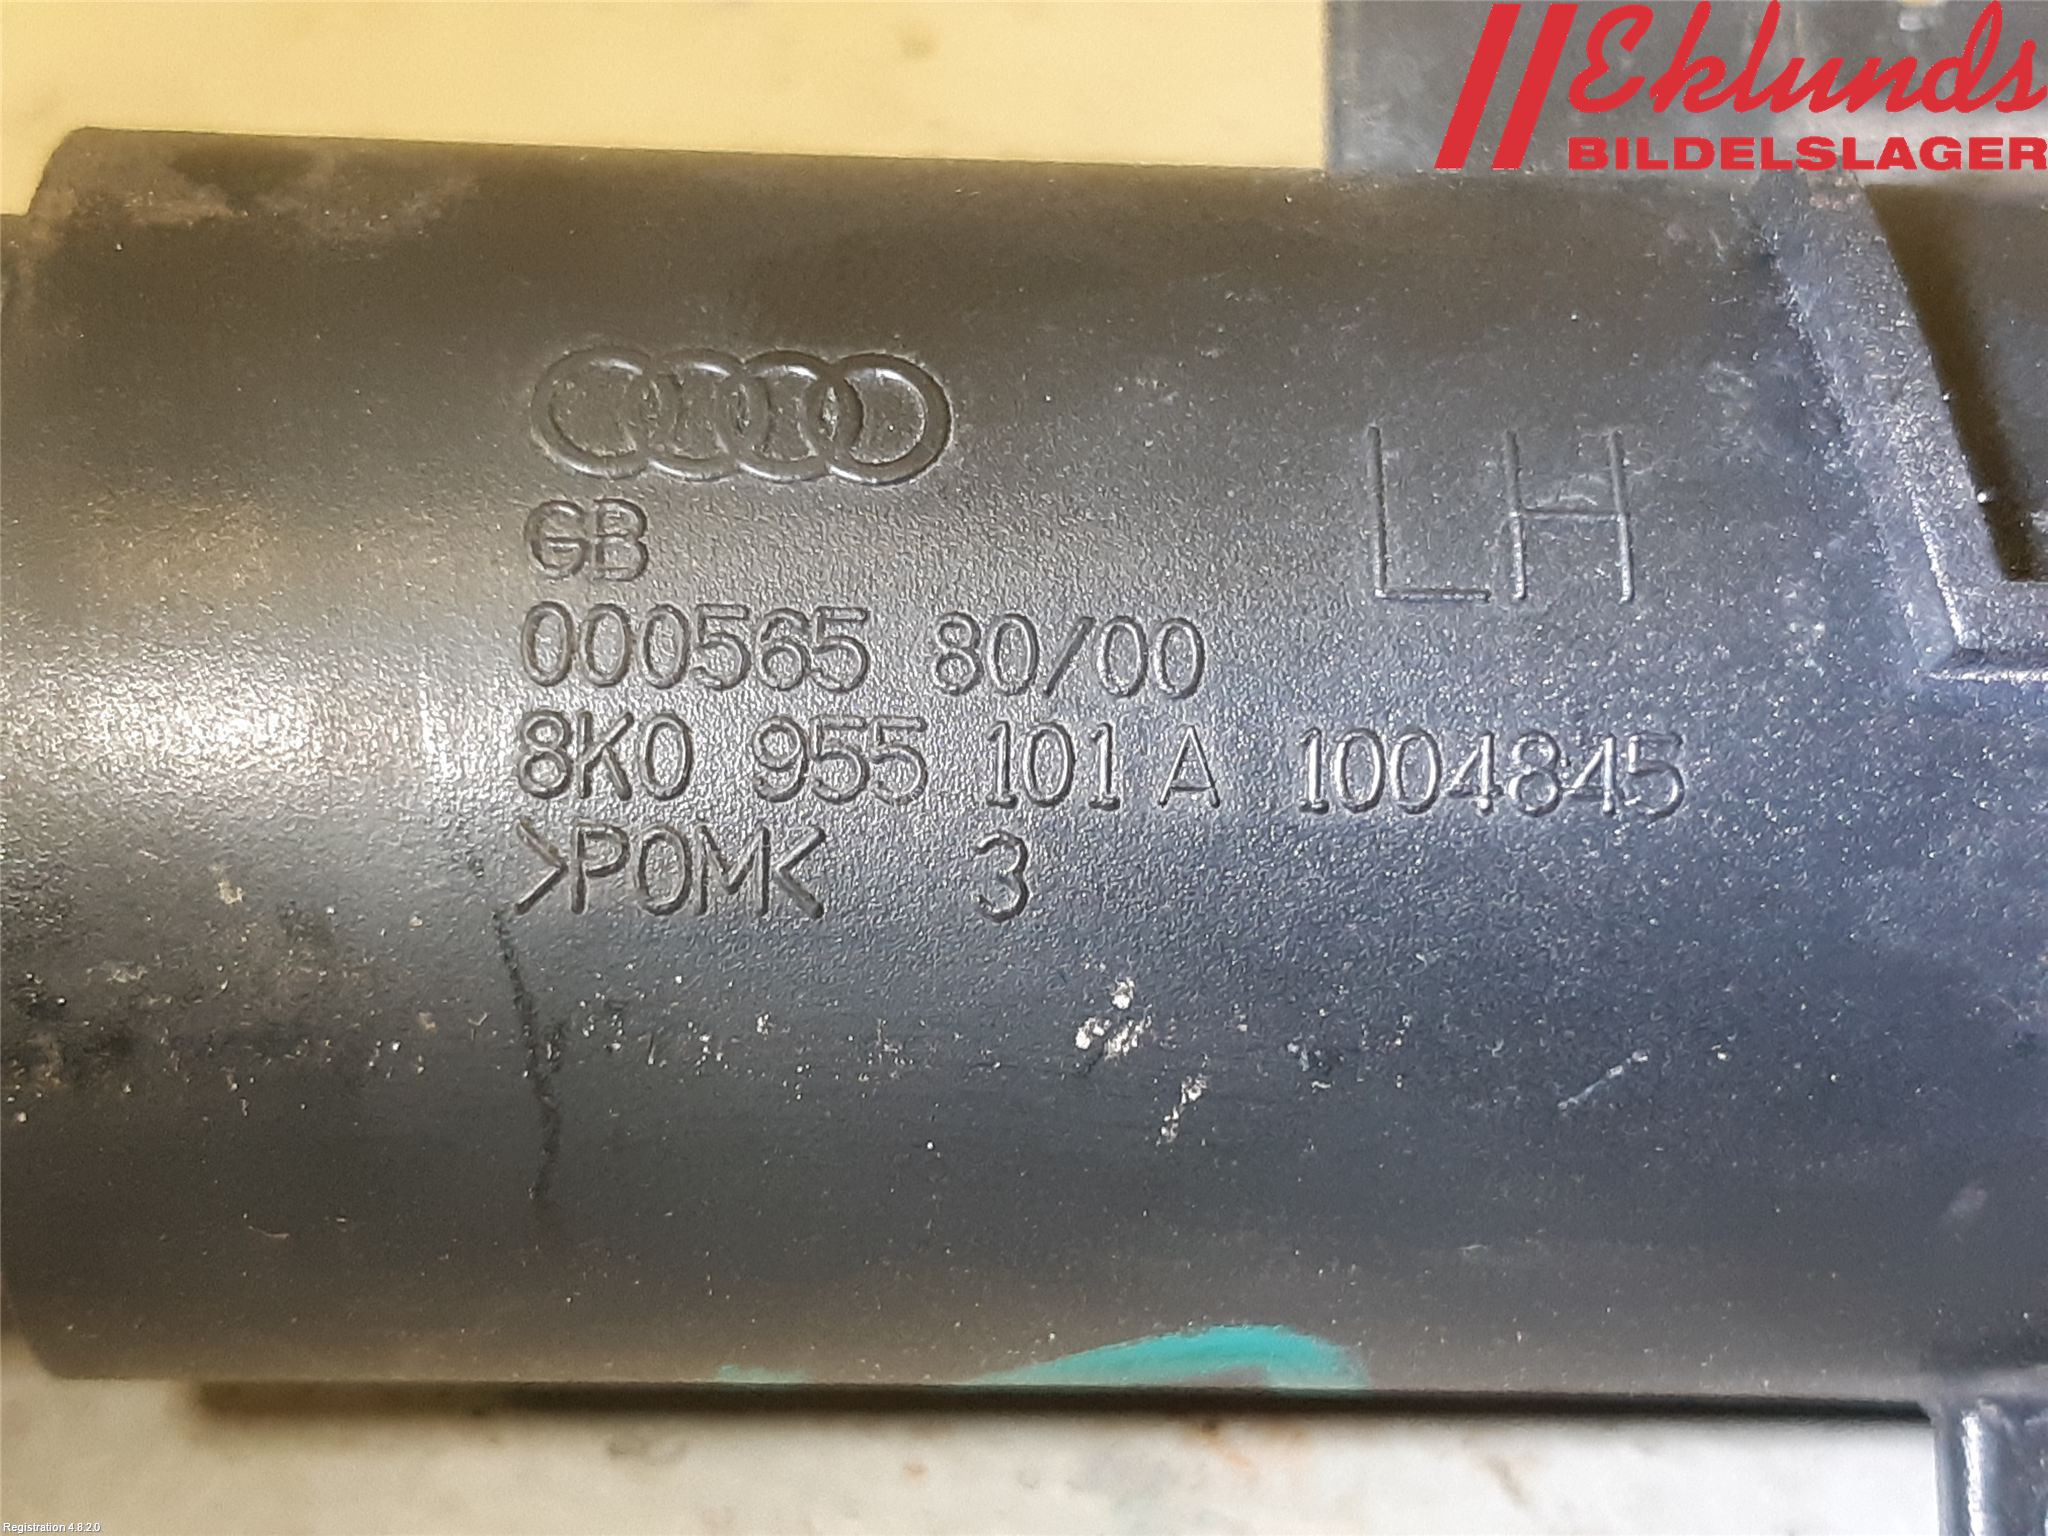 Eklunds
BILDELSLAGER
GB
LH
000565 80/00
8K0 955 101 A 1004845
>POM< 3
Registration 4.8.2.0